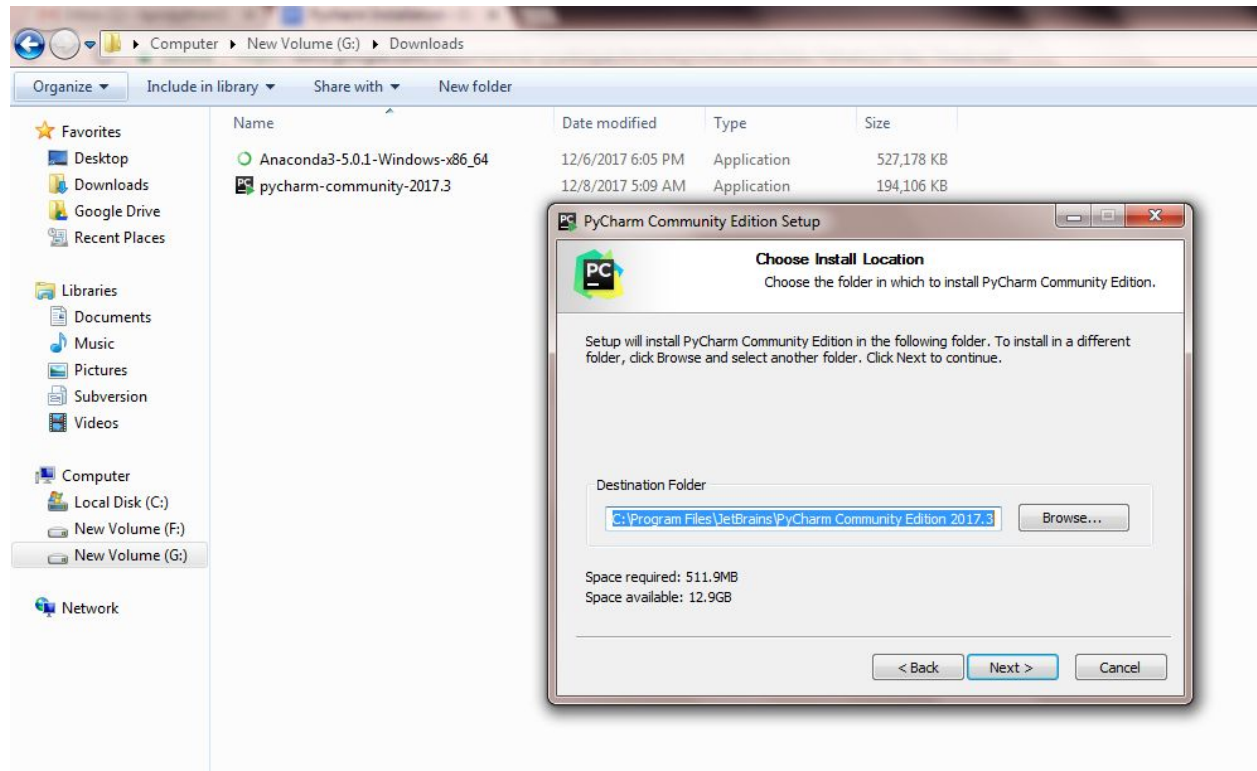 Computer ▸ New Volume (G:) ▸ Downloads
Organize ▾ Include in library ▾ Share with ▾ New folder
Name Date modified Type Size
Anaconda3-5.0.1-Windows-x86_64 12/6/2017 6:05 PM Application 527,178 KB
pycharm-community-2017.3 12/8/2017 5:09 AM Application 194,106 KB
Favorites
Desktop
Downloads
Google Drive
Recent Places
Libraries
Documents
Music
Pictures
Subversion
Videos
Computer
Local Disk (C:)
New Volume (F:)
New Volume (G:)
Network
PyCharm Community Edition Setup
PC
Choose Install Location
Choose the folder in which to install PyCharm Community Edition.
Setup will install PyCharm Community Edition in the following folder. To install in a different
folder, click Browse and select another folder. Click Next to continue.
Destination Folder
C:\Program Files\JetBrains\PyCharm Community Edition 2017.3 Browse...
Space required: 511.9MB
Space available: 12.9GB
< Back Next > Cancel